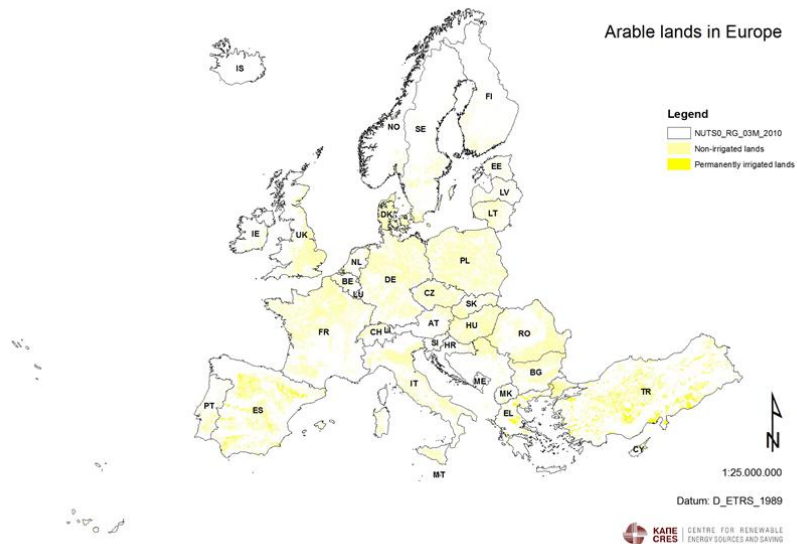 Arable lands in Europe
IS
FI
NO
SE
Legend
NUTS0_RG_03M_2010
Non-irrigated lands
Permanently irrigated lands
EE
LV
LT
DK
IE
UK
NL
BE
LU
DE
PL
CZ
SK
FR
CH
LI
AT
HU
SI
HR
RO
IT
ME
BG
MK
PT
ES
EL
TR
CY
M-T
N
1:25.000.000
Datum: D_ETRS_1989
ΚΑΠΕ
CRES
CENTRE FOR RENEWABLE
ENERGY SOURCES AND SAVING